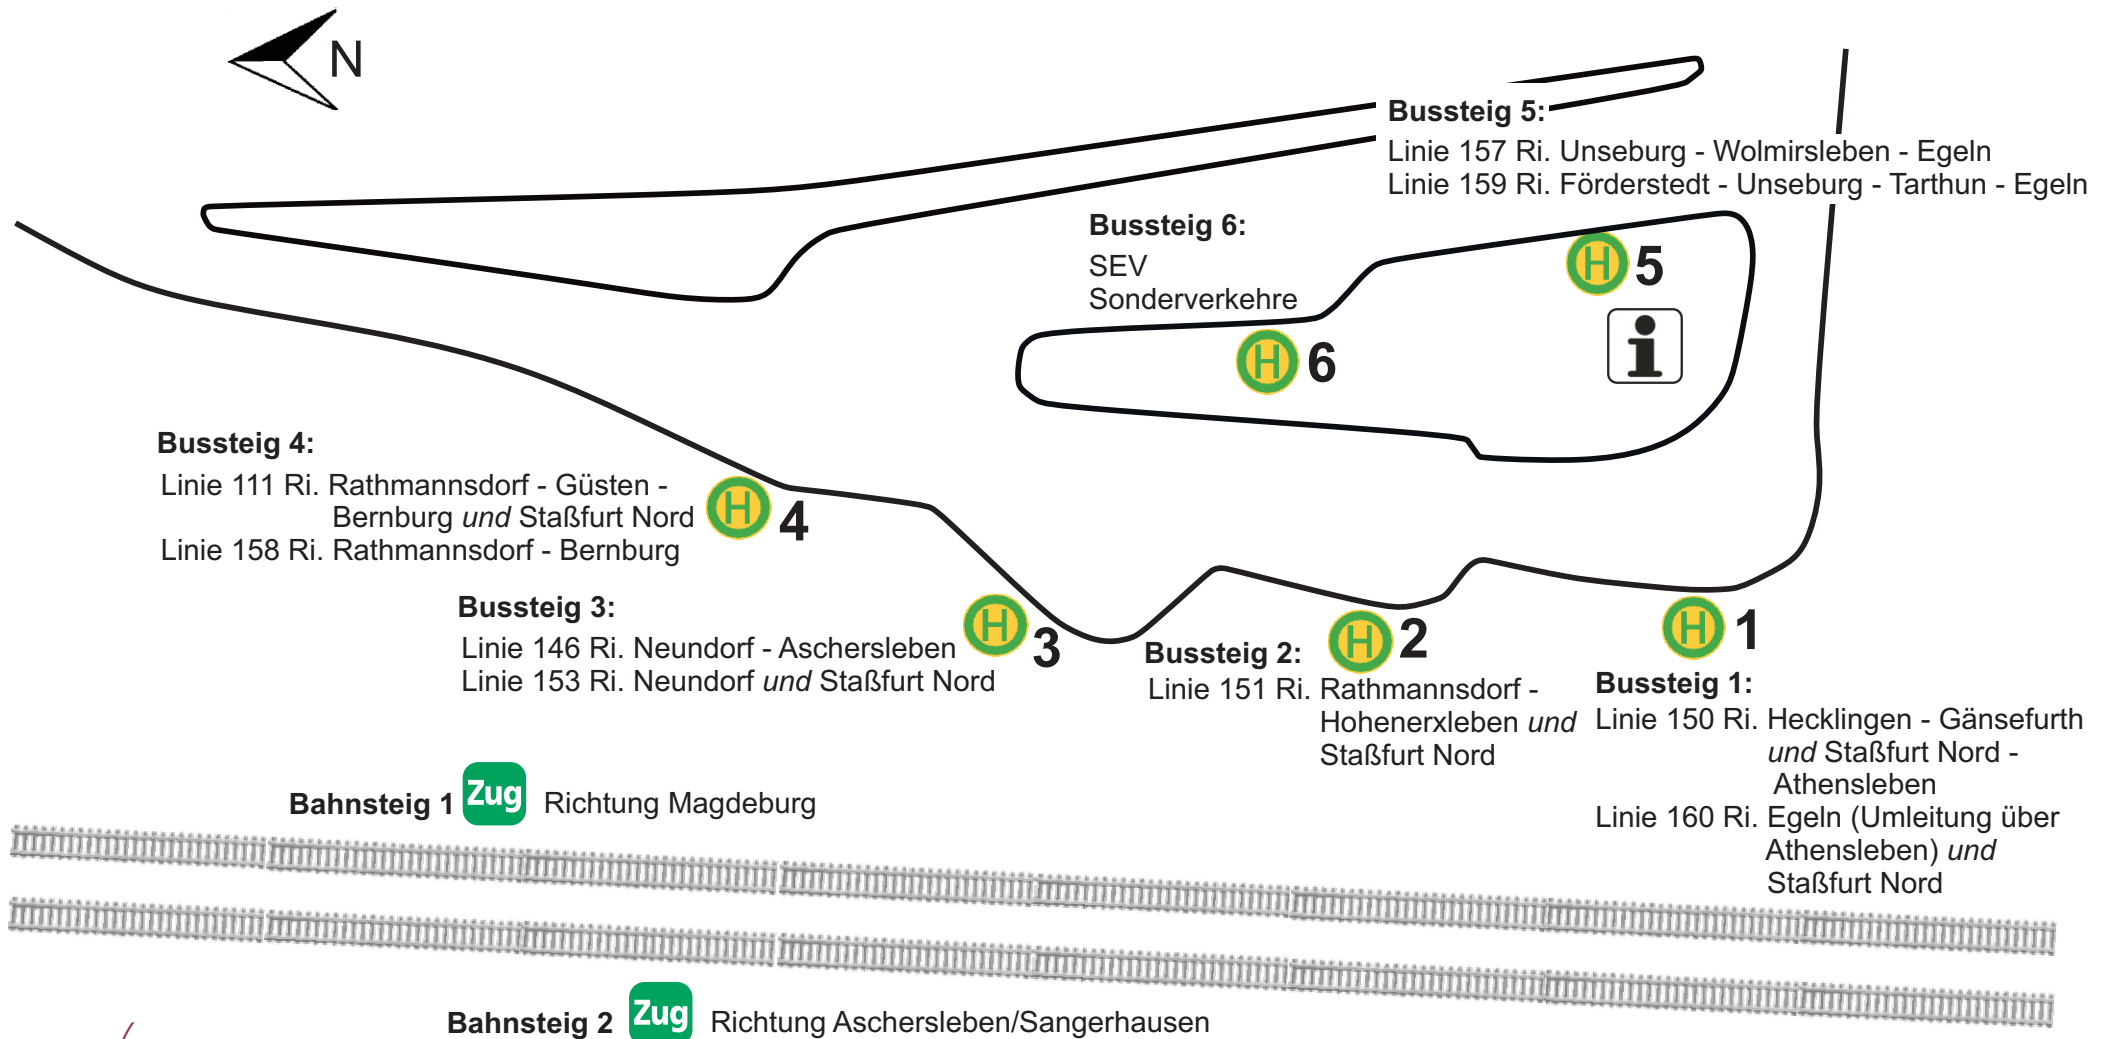 N
Bussteig 5:
Linie 157 Ri. Unseburg - Wolmirsleben - Egeln
Linie 159 Ri. Förderstedt - Unseburg - Tarthun - Egeln
H 5
Bussteig 6:
SEV
Sonderverkehre
H 6
i
Bussteig 4:
Linie 111 Ri. Rathmannsdorf - Güsten -
Bernburg und Staßfurt Nord
Linie 158 Ri. Rathmannsdorf - Bernburg
H 4
Bussteig 3:
Linie 146 Ri. Neundorf - Aschersleben
Linie 153 Ri. Neundorf und Staßfurt Nord
H 3
H 2
Bussteig 2:
Linie 151 Ri. Rathmannsdorf -
Hohenerxleben und
Staßfurt Nord
H 1
Bussteig 1:
Linie 150 Ri. Hecklingen - Gänsefurth
und Staßfurt Nord -
Athensleben
Linie 160 Ri. Egeln (Umleitung über
Athensleben) und
Staßfurt Nord
Bahnsteig 1 Zug Richtung Magdeburg
Bahnsteig 2 Zug Richtung Aschersleben/Sangerhausen